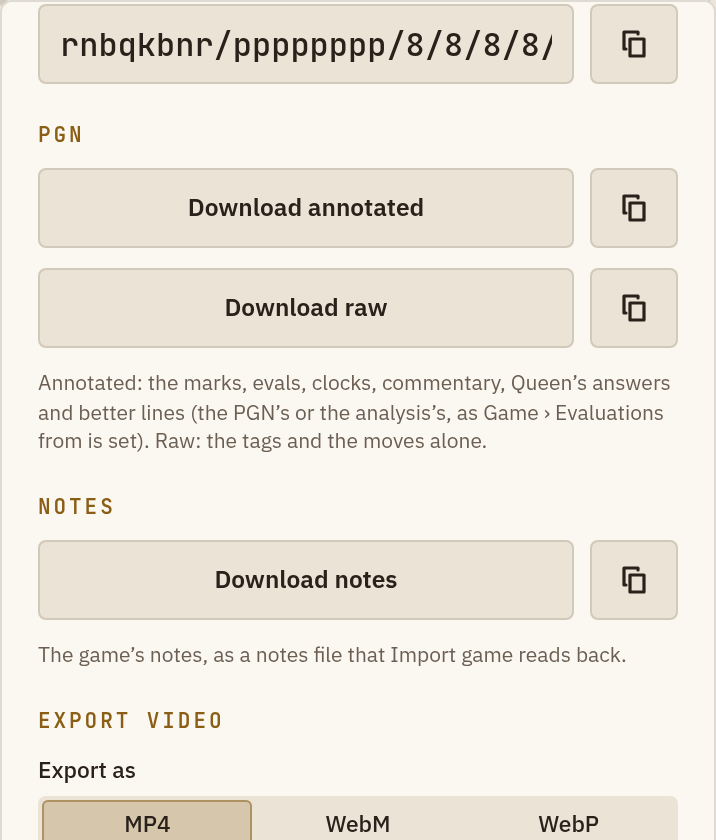 rnbqkbnr/pppppppp/8/8/8/8/
PGN
Download annotated
Download raw
Annotated: the marks, evals, clocks, commentary, Queen’s answers
and better lines (the PGN’s or the analysis’s, as Game › Evaluations
from is set). Raw: the tags and the moves alone.
NOTES
Download notes
The game’s notes, as a notes file that Import game reads back.
EXPORT VIDEO
Export as
MP4 WebM WebP